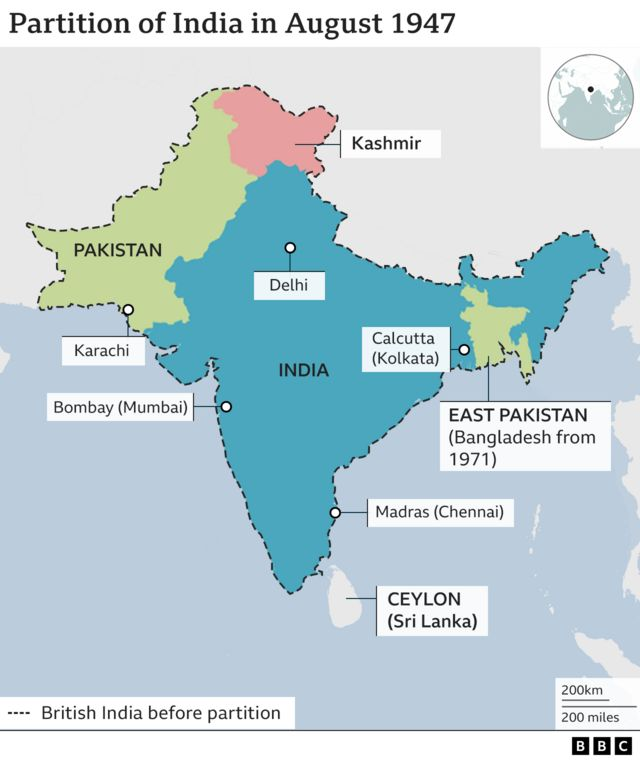 Partition of India in August 1947
Kashmir
PAKISTAN
Delhi
Karachi
Calcutta
(Kolkata)
INDIA
Bombay (Mumbai)
EAST PAKISTAN
(Bangladesh from
1971)
Madras (Chennai)
CEYLON
(Sri Lanka)
200km
200 miles
British India before partition
BBC